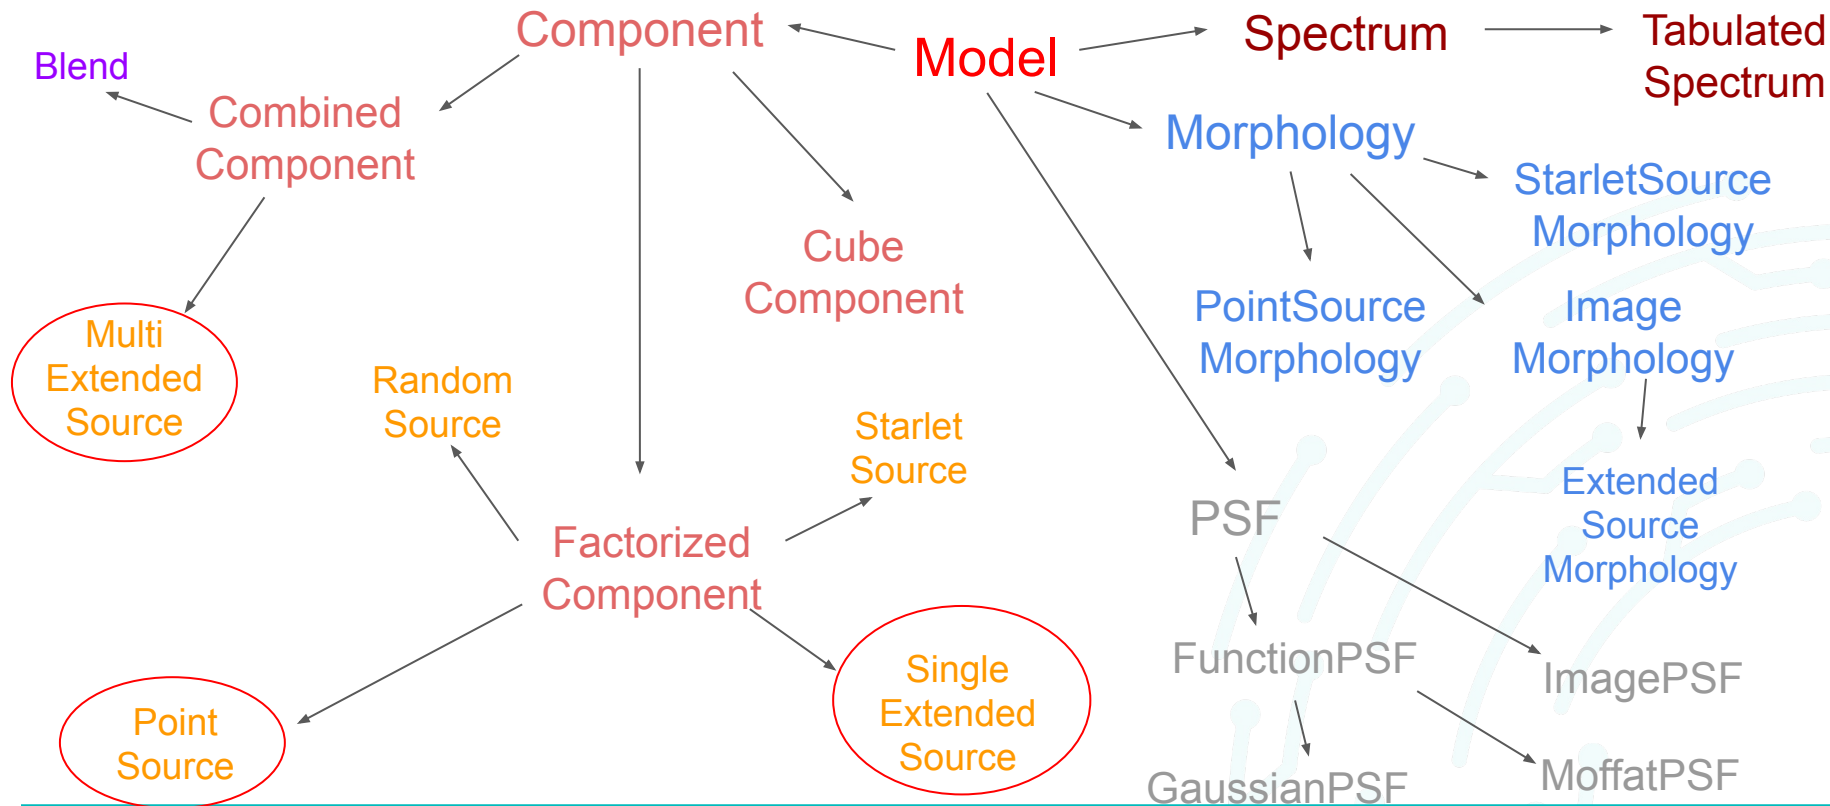 Component
Model
Spectrum
Tabulated
Spectrum
Blend
Combined
Component
Morphology
StarletSource
Morphology
Cube
Component
PointSource
Morphology
Image
Morphology
Multi
Extended
Source
Random
Source
Starlet
Source
Extended
Source
Morphology
PSF
Factorized
Component
FunctionPSF
ImagePSF
Single
Extended
Source
Point
Source
GaussianPSF
MoffatPSF